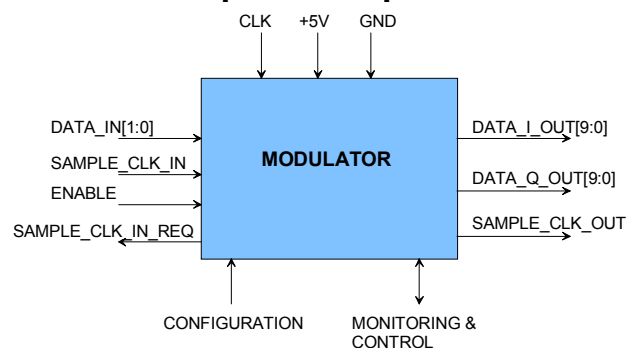 CLK +5V GND
DATA_IN[1:0]
SAMPLE_CLK_IN
ENABLE
SAMPLE_CLK_IN_REQ
MODULATOR
DATA_I_OUT[9:0]
DATA_Q_OUT[9:0]
SAMPLE_CLK_OUT
CONFIGURATION
MONITORING &
CONTROL